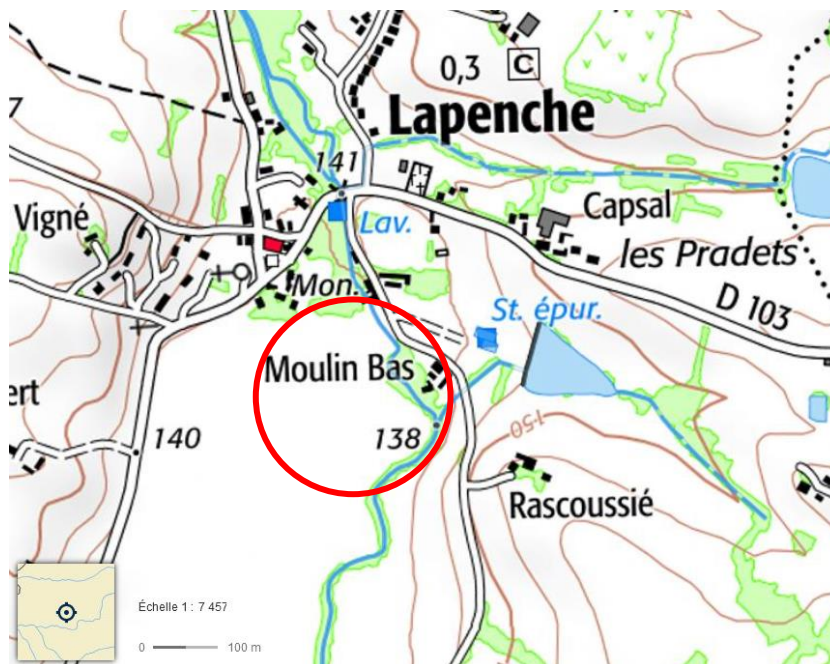 0,3 C
Lapenche
7
141
Capsal
Vigné
Lav.
les Pradets
Mon.
D 103
St. épur.
Moulin Bas
ert
150
140
138
Rascoussié
Échelle 1 : 7 457
0 100 m